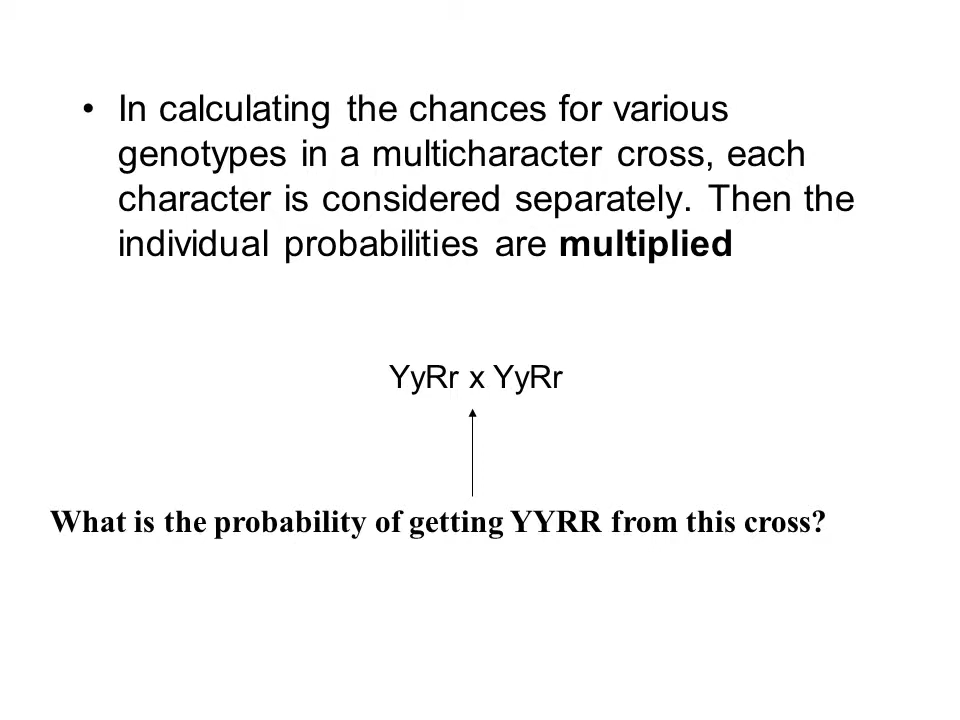 • In calculating the chances for various
genotypes in a multicharacter cross, each
character is considered separately. Then the
individual probabilities are multiplied
YyRr x YyRr
What is the probability of getting YYRR from this cross?